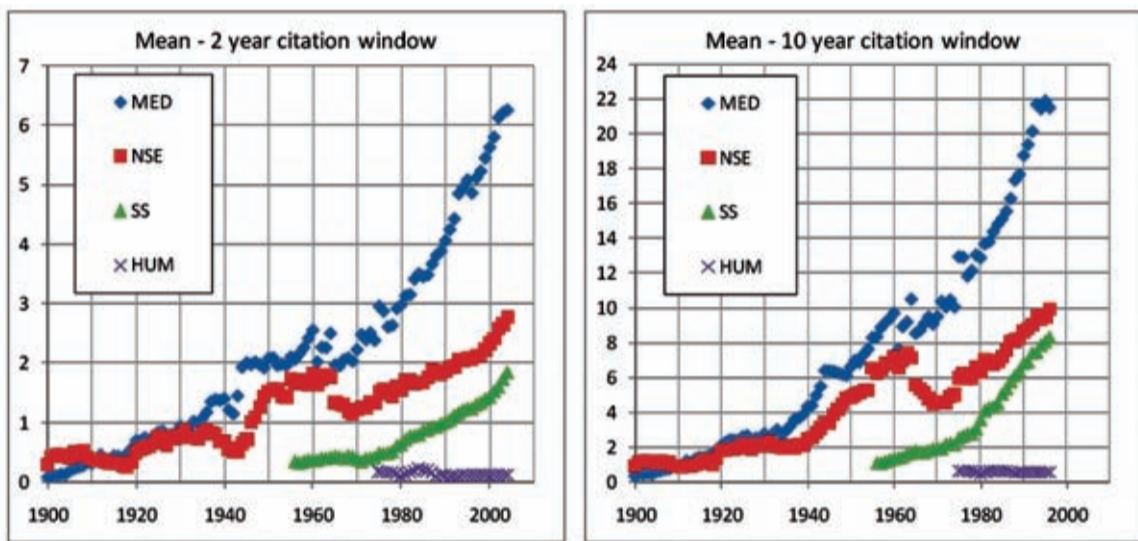 Mean - 2 year citation window
7
6
5
4
3
2
1
0
MED
NSE
SS
HUM
1900 1920 1940 1960 1980 2000
Mean - 10 year citation window
24
22
20
18
16
14
12
10
8
6
4
2
0
MED
NSE
SS
HUM
1900 1920 1940 1960 1980 2000